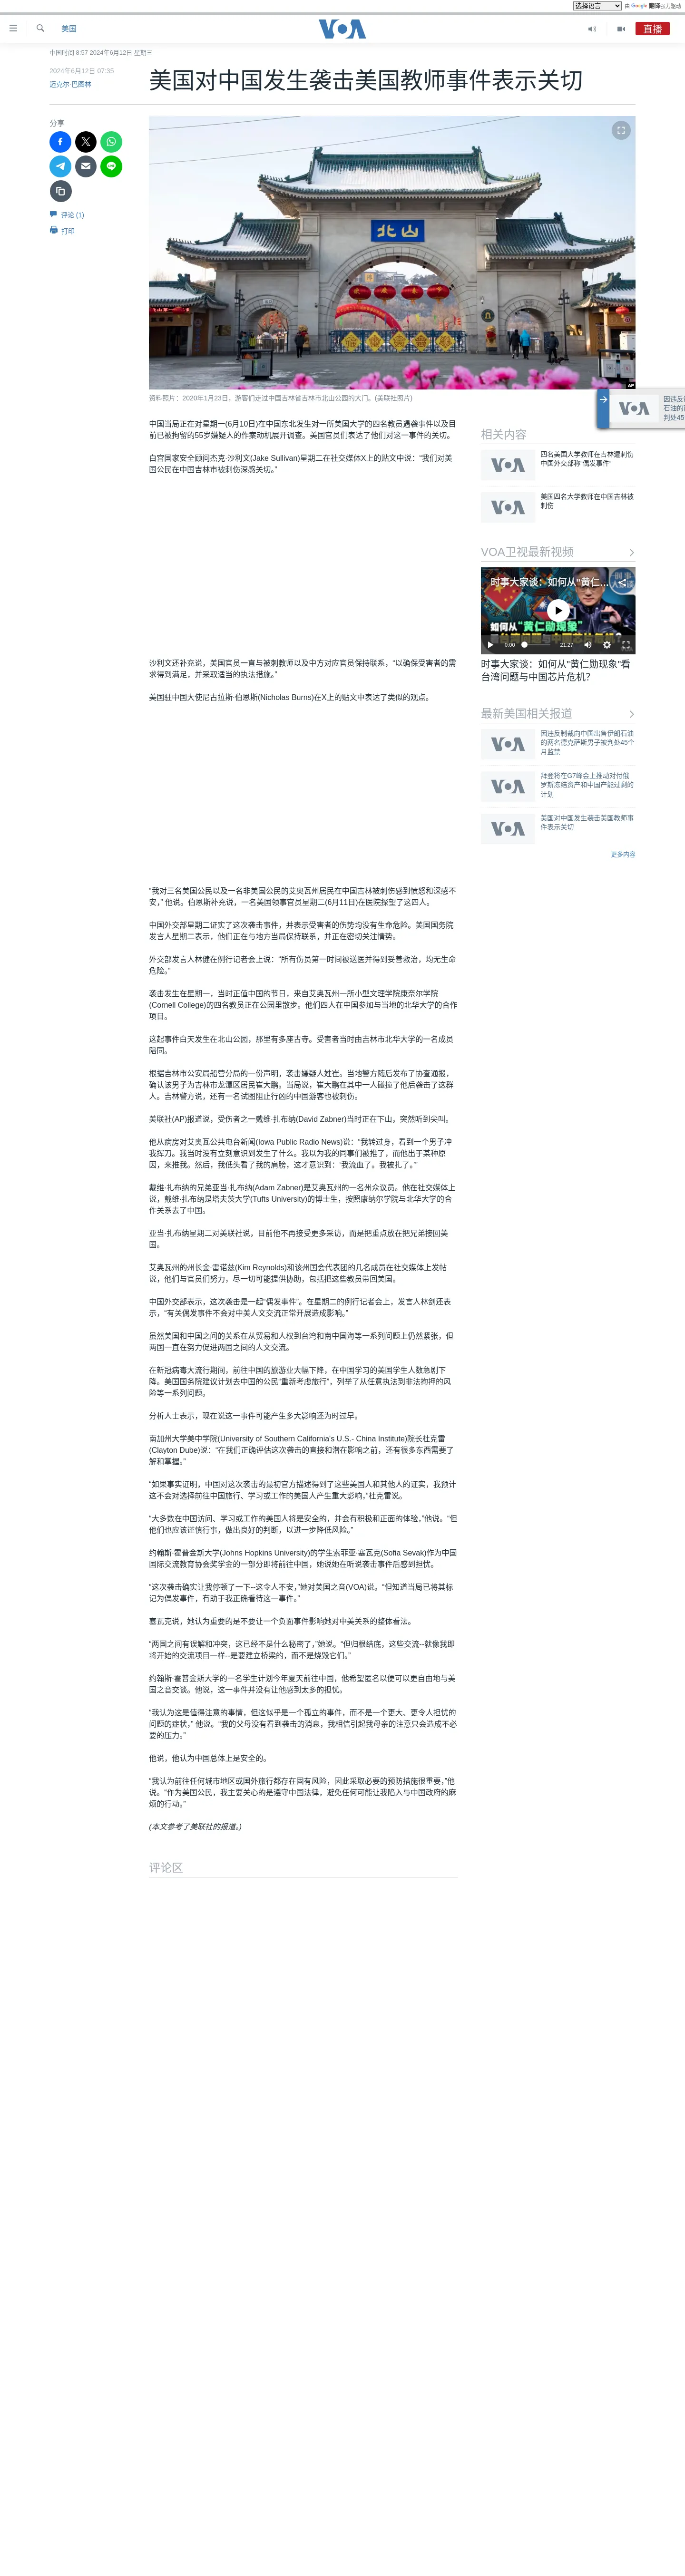 选择语言 由 Google 翻译强力驱动
美国
VOA
直播
中国时间 8:57 2024年6月12日 星期三
2024年6月12日 07:35
迈克尔·巴图林
美国对中国发生袭击美国教师事件表示关切
分享
评论 (1)
打印
北山
AP
资料照片：2020年1月23日，游客们走过中国吉林省吉林市北山公园的大门。(美联社照片)
中国当局正在对星期一(6月10日)在中国东北发生对一所美国大学的四名教员遇袭事件以及目
前已被拘留的55岁嫌疑人的作案动机展开调查。美国官员们表达了他们对这一事件的关切。
白宫国家安全顾问杰克·沙利文(Jake Sullivan)星期二在社交媒体X上的贴文中说：“我们对美
国公民在中国吉林市被刺伤深感关切。”
沙利文还补充说，美国官员一直与被刺教师以及中方对应官员保持联系，“以确保受害者的需
求得到满足，并采取适当的执法措施。”
美国驻中国大使尼古拉斯·伯恩斯(Nicholas Burns)在X上的贴文中表达了类似的观点。
“我对三名美国公民以及一名非美国公民的艾奥瓦州居民在中国吉林被刺伤感到愤怒和深感不
安，” 他说。伯恩斯补充说，一名美国领事官员星期二(6月11日)在医院探望了这四人。
中国外交部星期二证实了这次袭击事件，并表示受害者的伤势均没有生命危险。美国国务院
发言人星期二表示，他们正在与地方当局保持联系，并正在密切关注情势。
外交部发言人林健在例行记者会上说：“所有伤员第一时间被送医并得到妥善救治，均无生命
危险。”
袭击发生在星期一，当时正值中国的节日，来自艾奥瓦州一所小型文理学院康奈尔学院
(Cornell College)的四名教员正在公园里散步。他们四人在中国参加与当地的北华大学的合作
项目。
这起事件白天发生在北山公园，那里有多座古寺。受害者当时由吉林市北华大学的一名成员
陪同。
根据吉林市公安局船营分局的一份声明，袭击嫌疑人姓崔。当地警方随后发布了协查通报，
确认该男子为吉林市龙潭区居民崔大鹏。当局说，崔大鹏在其中一人碰撞了他后袭击了这群
人。吉林警方说，还有一名试图阻止行凶的中国游客也被刺伤。
美联社(AP)报道说，受伤者之一戴维·扎布纳(David Zabner)当时正在下山，突然听到尖叫。
他从病房对艾奥瓦公共电台新闻(Iowa Public Radio News)说：“我转过身，看到一个男子冲
我挥刀。我当时没有立刻意识到发生了什么。我以为我的同事们被推了，而他出于某种原
因，来推我。然后，我低头看了我的肩膀，这才意识到：‘我流血了。我被扎了。’”
戴维·扎布纳的兄弟亚当·扎布纳(Adam Zabner)是艾奥瓦州的一名州众议员。他在社交媒体上
说，戴维·扎布纳是塔夫茨大学(Tufts University)的博士生，按照康纳尔学院与北华大学的合
作关系去了中国。
亚当·扎布纳星期二对美联社说，目前他不再接受更多采访，而是把重点放在把兄弟接回美
国。
艾奥瓦州的州长金·雷诺兹(Kim Reynolds)和该州国会代表团的几名成员在社交媒体上发帖
说，他们与官员们努力，尽一切可能提供协助，包括把这些教员带回美国。
中国外交部表示，这次袭击是一起“偶发事件”。在星期二的例行记者会上，发言人林剑还表
示，“有关偶发事件不会对中美人文交流正常开展造成影响。”
虽然美国和中国之间的关系在从贸易和人权到台湾和南中国海等一系列问题上仍然紧张，但
两国一直在努力促进两国之间的人文交流。
在新冠病毒大流行期间，前往中国的旅游业大幅下降，在中国学习的美国学生人数急剧下
降。美国国务院建议计划去中国的公民“重新考虑旅行”，列举了从任意执法到非法拘押的风
险等一系列问题。
分析人士表示，现在说这一事件可能产生多大影响还为时过早。
南加州大学美中学院(University of Southern California's U.S.- China Institute)院长杜克雷
(Clayton Dube)说：“在我们正确评估这次袭击的直接和潜在影响之前，还有很多东西需要了
解和掌握。”
“如果事实证明，中国对这次袭击的最初官方描述得到了这些美国人和其他人的证实，我预计
这不会对选择前往中国旅行、学习或工作的美国人产生重大影响，”杜克雷说。
“大多数在中国访问、学习或工作的美国人将是安全的，并会有积极和正面的体验，”他说。“但
他们也应该谨慎行事，做出良好的判断，以进一步降低风险。”
约翰斯·霍普金斯大学(Johns Hopkins University)的学生索菲亚·塞瓦克(Sofia Sevak)作为中国
国际交流教育协会奖学金的一部分即将前往中国，她说她在听说袭击事件后感到担忧。
“这次袭击确实让我停顿了一下--这令人不安，”她对美国之音(VOA)说。“但知道当局已将其标
记为偶发事件，有助于我正确看待这一事件。”
塞瓦克说，她认为重要的是不要让一个负面事件影响她对中美关系的整体看法。
“两国之间有误解和冲突，这已经不是什么秘密了，”她说。“但归根结底，这些交流--就像我即
将开始的交流项目一样--是要建立桥梁的，而不是烧毁它们。”
约翰斯·霍普金斯大学的一名学生计划今年夏天前往中国，他希望匿名以便可以更自由地与美
国之音交谈。他说，这一事件并没有让他感到太多的担忧。
“我认为这是值得注意的事情，但这似乎是一个孤立的事件，而不是一个更大、更令人担忧的
问题的症状，” 他说。“我的父母没有看到袭击的消息，我相信引起我母亲的注意只会造成不必
要的压力。”
他说，他认为中国总体上是安全的。
“我认为前往任何城市地区或国外旅行都存在固有风险，因此采取必要的预防措施很重要，”他
说。“作为美国公民，我主要关心的是遵守中国法律，避免任何可能让我陷入与中国政府的麻
烦的行动。”
(本文参考了美联社的报道。)
评论区
因违反
石油的
判处45
VOA
相关内容
VOA
四名美国大学教师在吉林遭刺伤
中国外交部称“偶发事件”
VOA
美国四名大学教师在中国吉林被
刺伤
VOA卫视最新视频
时事大家谈：如何从“黄仁...
如何从
“黄仁勋现象”
0:00
21:27
时事大家谈：如何从"黄仁勋现象"看
台湾问题与中国芯片危机？
最新美国相关报道
VOA
因违反制裁向中国出售伊朗石油
的两名德克萨斯男子被判处45个
月监禁
VOA
拜登将在G7峰会上推动对付俄
罗斯冻结资产和中国产能过剩的
计划
VOA
美国对中国发生袭击美国教师事
件表示关切
更多内容